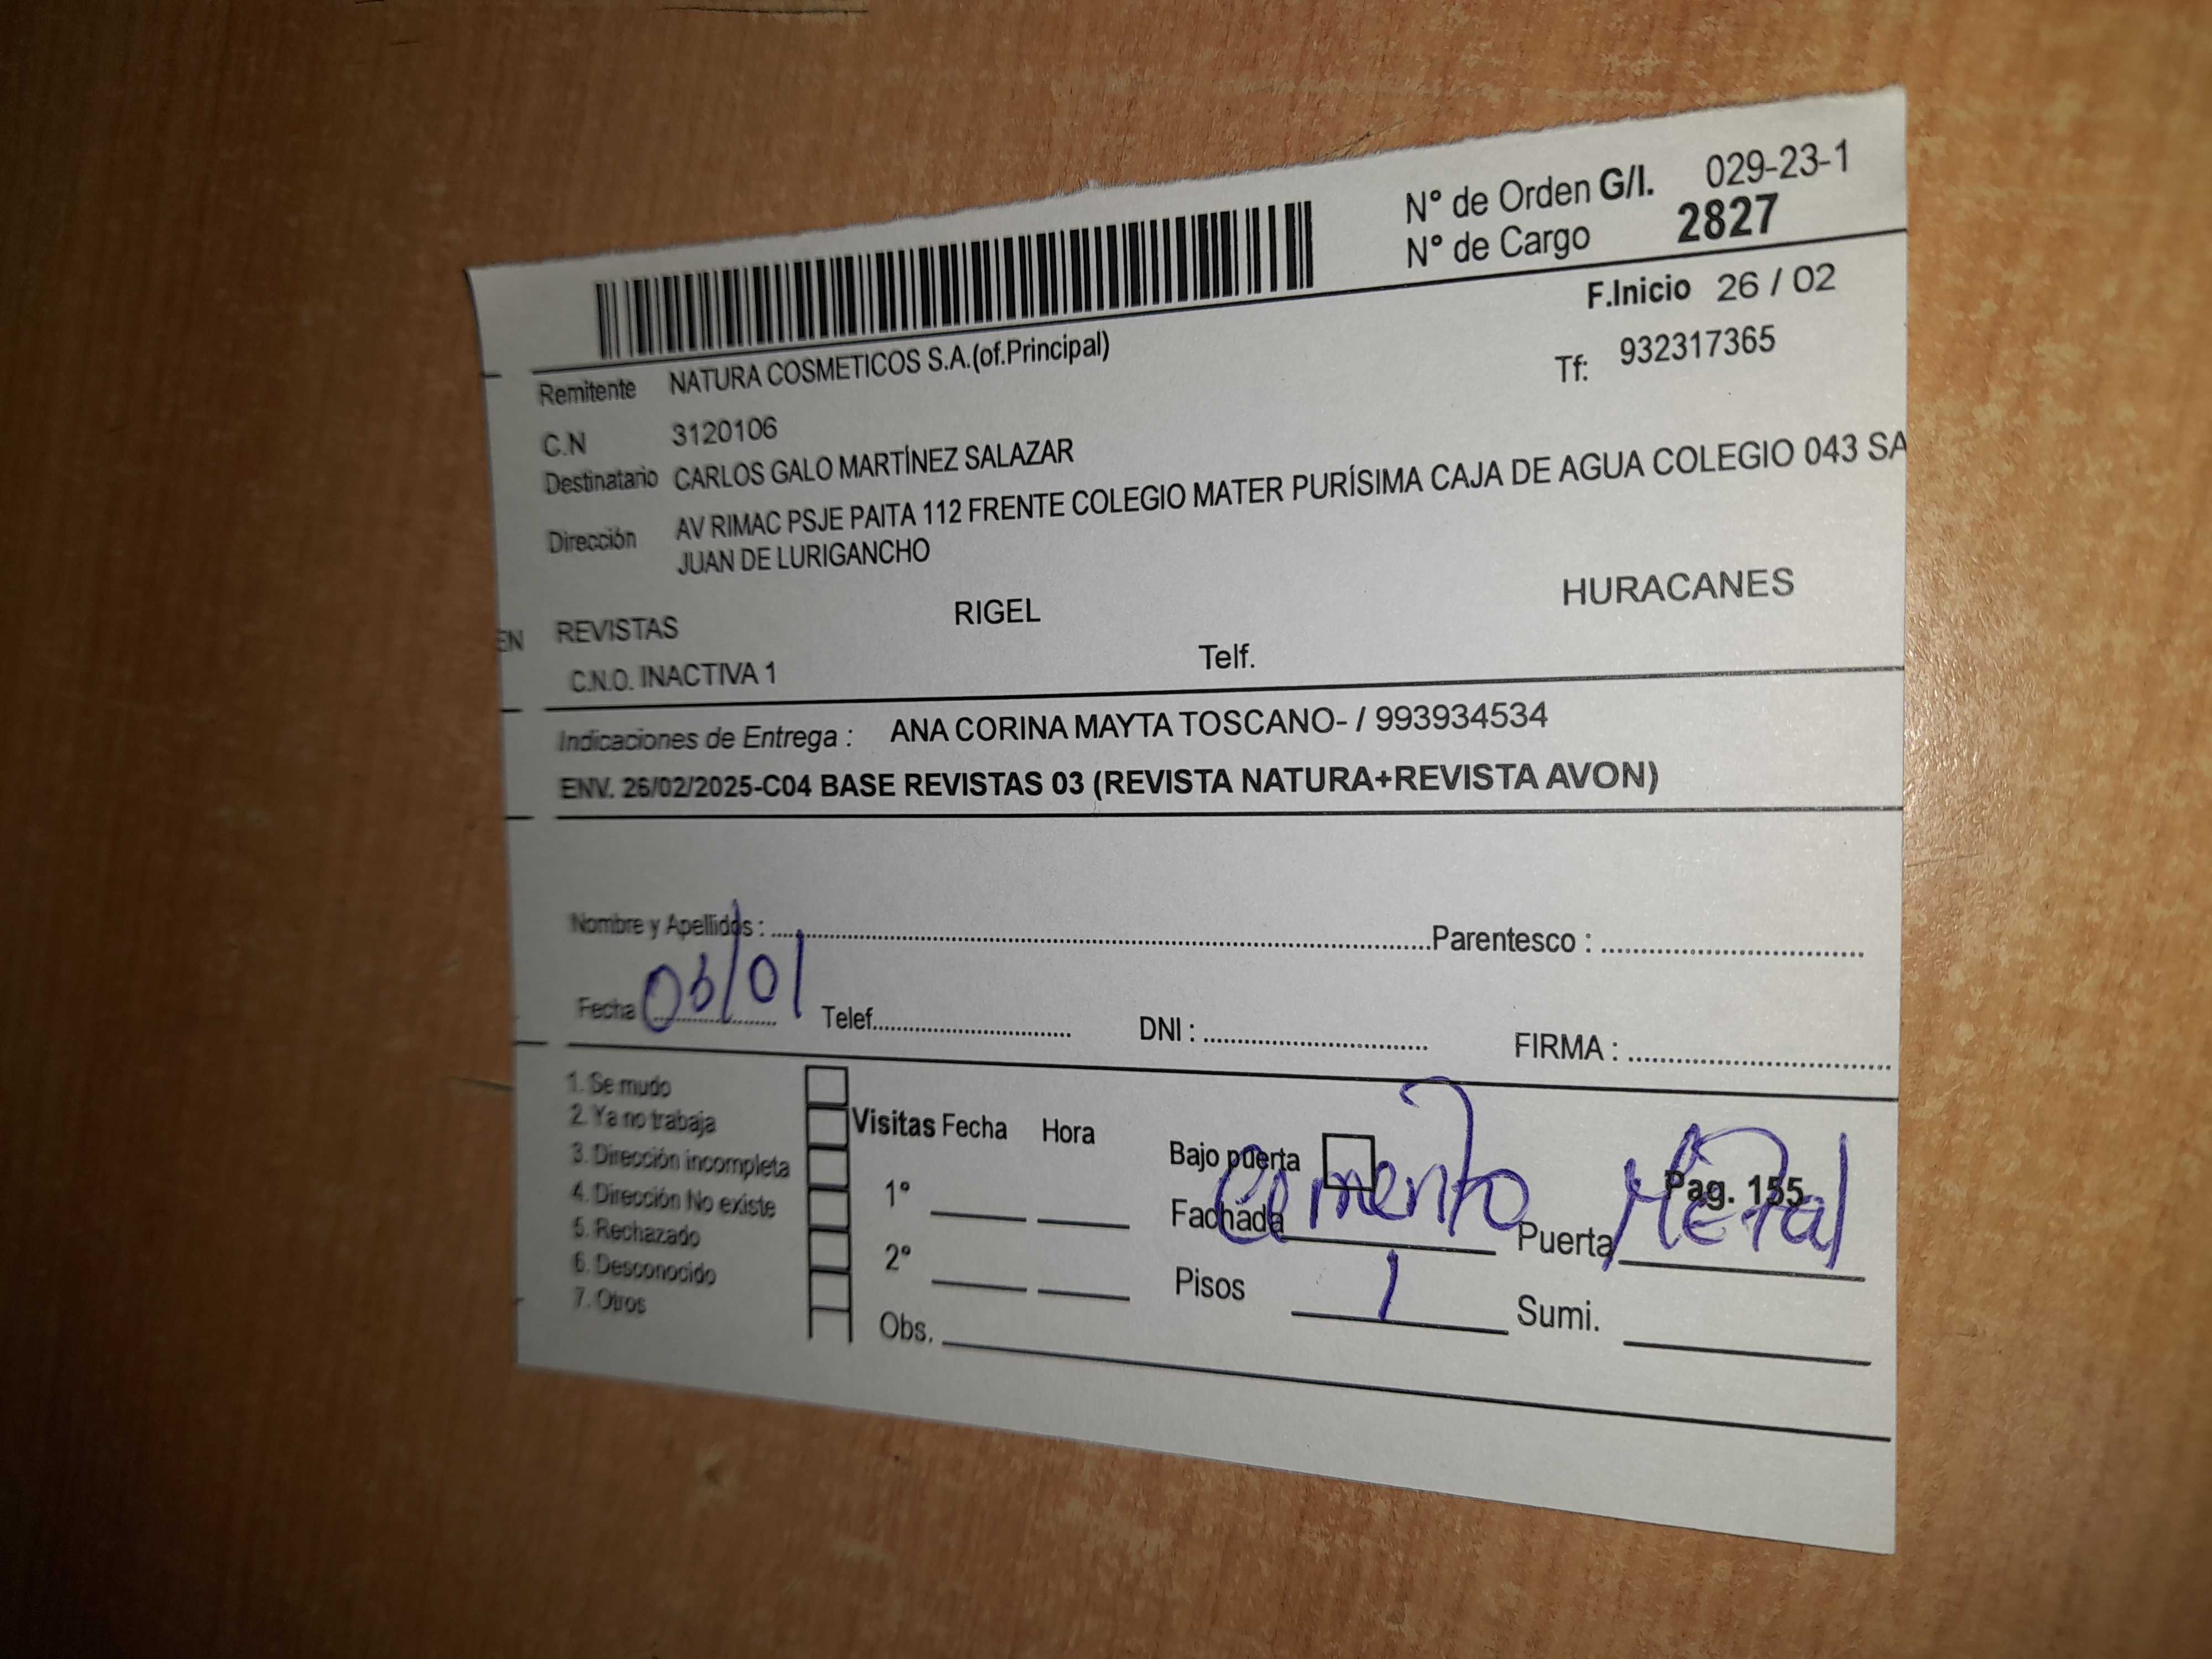 N° de Orden G/I. 029-23-1
N° de Cargo 2827
F.Inicio 26 / 02
Remitente NATURA COSMETICOS S.A.(of.Principal)
Tf: 932317365
C.N 3120106
Destinatario CARLOS GALO MARTÍNEZ SALAZAR
Dirección AV RIMAC PSJE PAITA 112 FRENTE COLEGIO MATER PURÍSIMA CAJA DE AGUA COLEGIO 043 SA
JUAN DE LURIGANCHO
EN REVISTAS RIGEL HURACANES
C.N.O. INACTIVA 1 Telf.
Indicaciones de Entrega : ANA CORINA MAYTA TOSCANO- / 993934534
ENV. 26/02/2025-C04 BASE REVISTAS 03 (REVISTA NATURA+REVISTA AVON)
Nombre y Apellidos : Parentesco :
Fecha /01 Telef. DNI : FIRMA :
1. Se mudo
2. Ya no trabaja
3. Dirección incompleta
4. Dirección No existe
5. Rechazado
6. Desconocido
7. Otros
Visitas Fecha Hora
1°
2°
Obs.
Bajo puerta
Pag. 155
Fachada Cemento Puerta Metal
Pisos 1 Sumi.